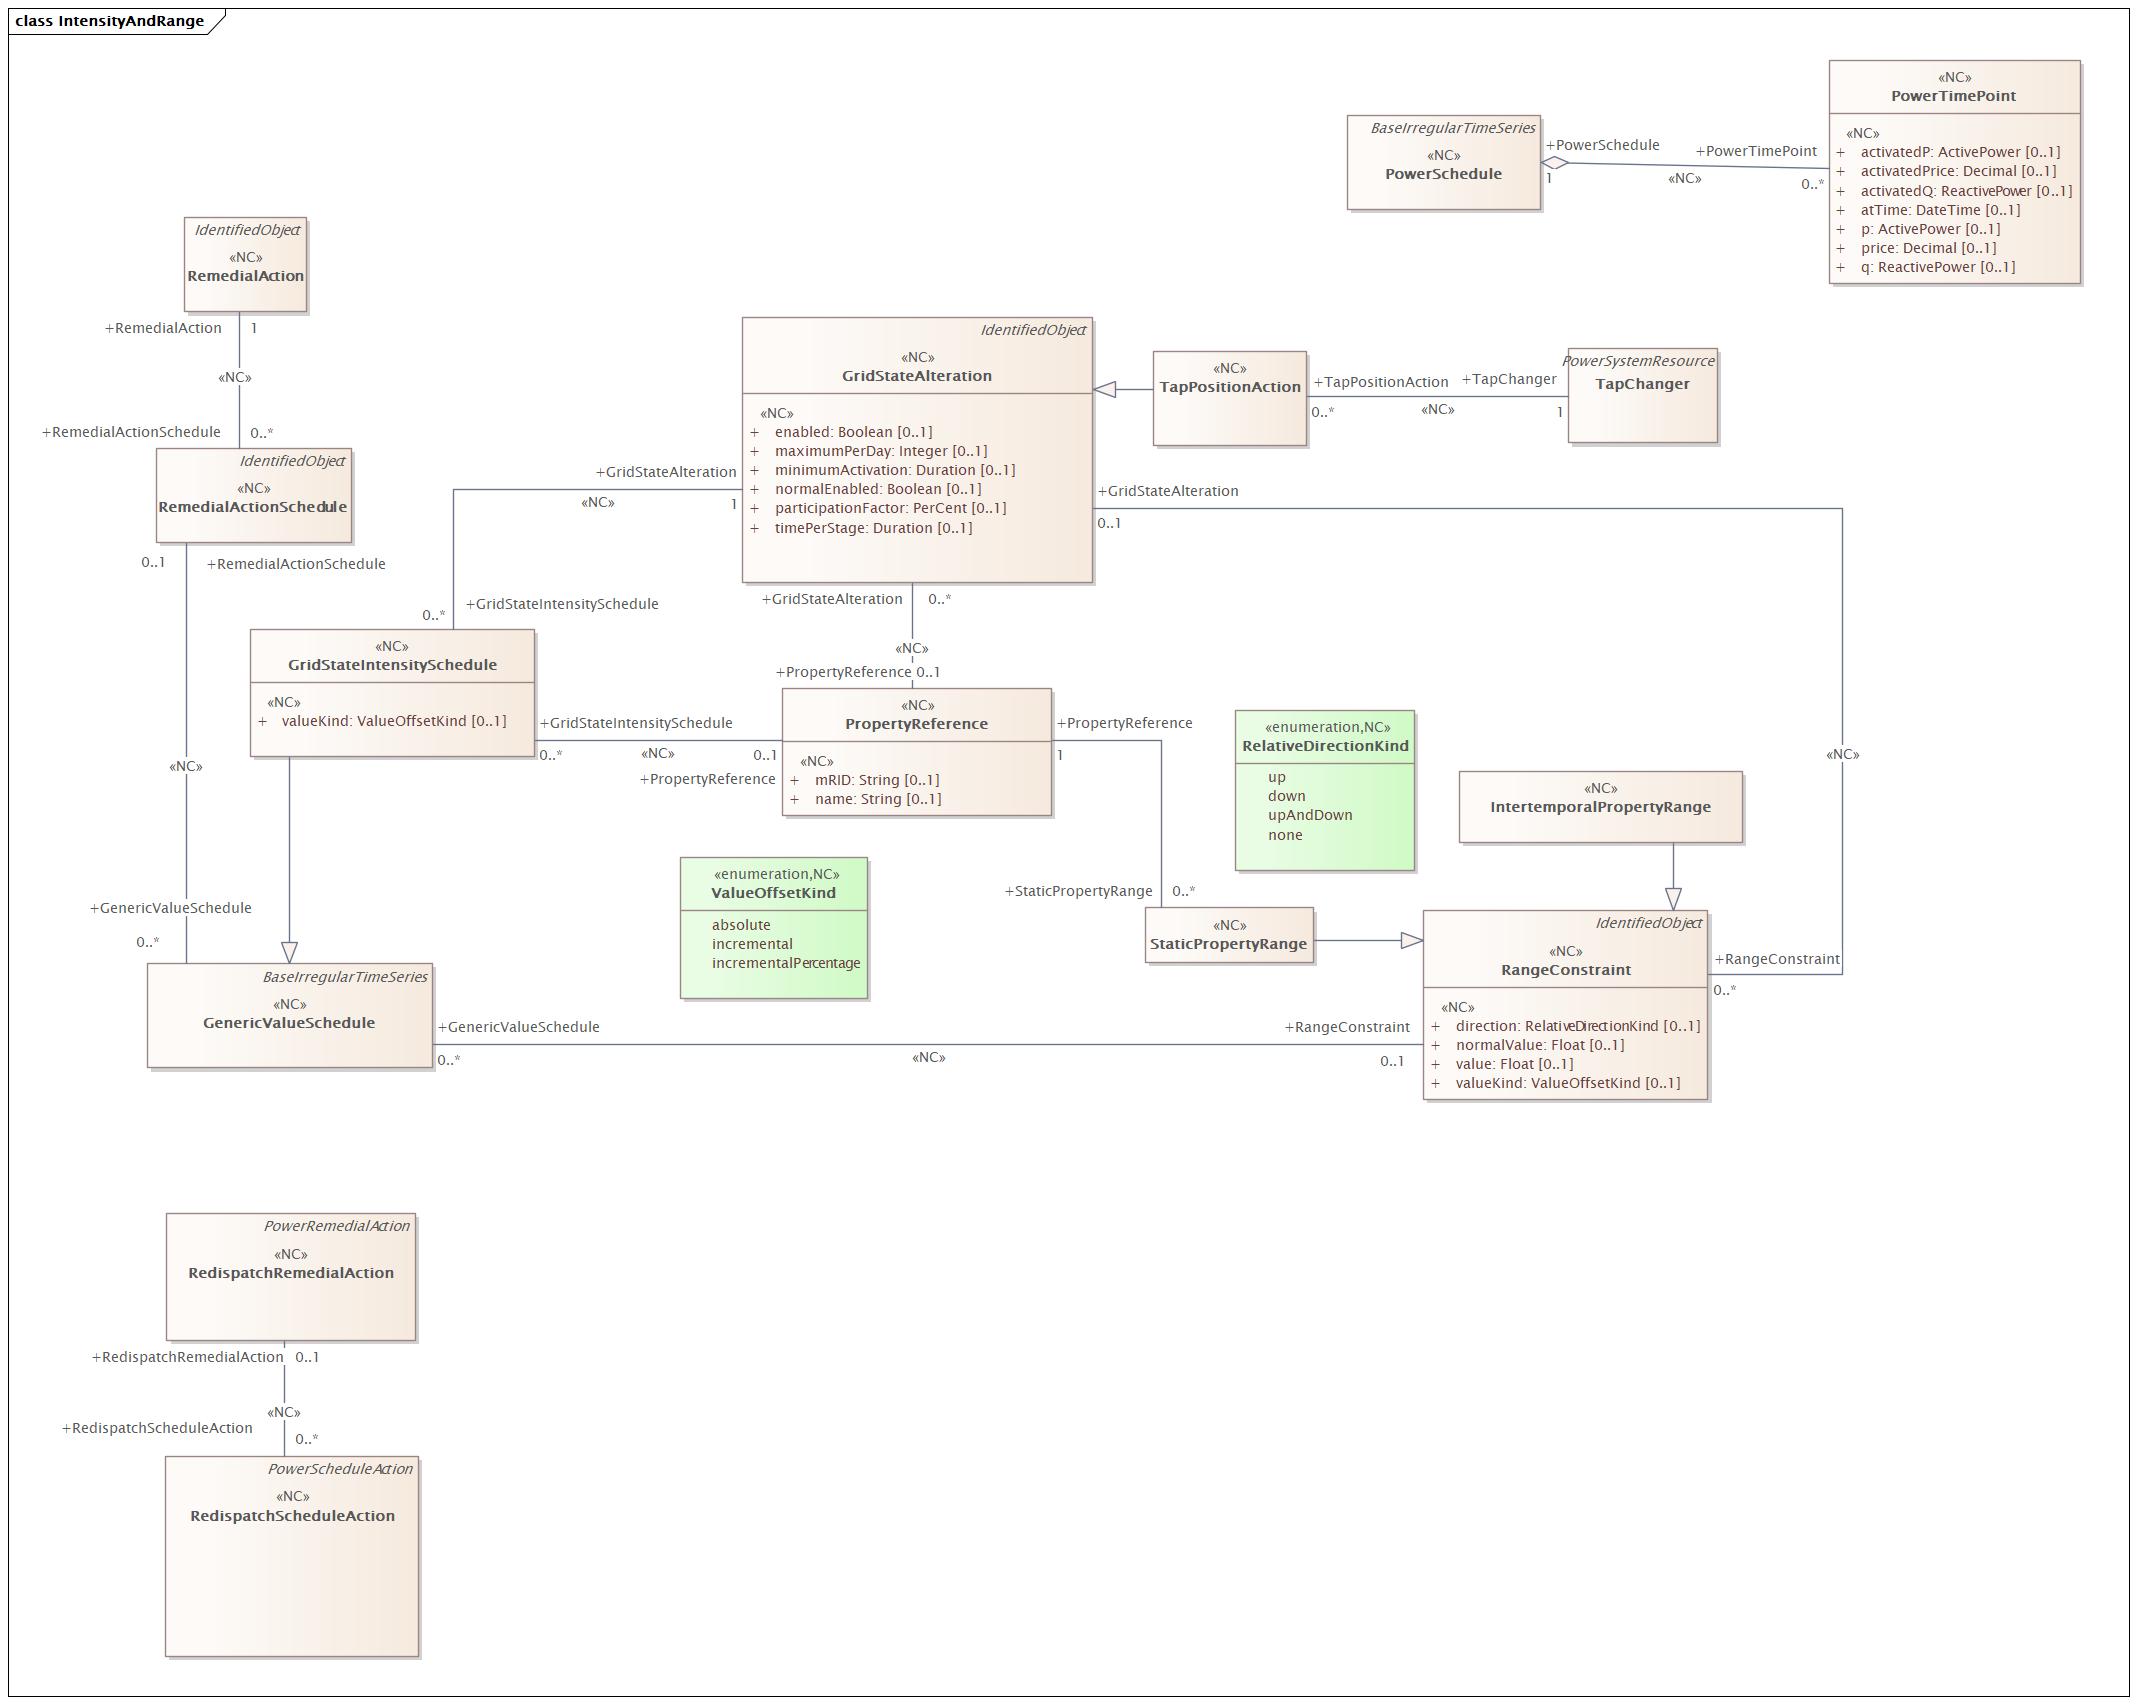 class IntensityAndRange
«NC»
PowerTimePoint
«NC»
+ activatedP: ActivePower [0..1]
+ activatedPrice: Decimal [0..1]
+ activatedQ: ReactivePower [0..1]
+ atTime: DateTime [0..1]
+ p: ActivePower [0..1]
+ price: Decimal [0..1]
+ q: ReactivePower [0..1]
BaseIrregularTimeSeries
«NC»
PowerSchedule
+PowerSchedule
1
+PowerTimePoint
0..*
«NC»
IdentifiedObject
«NC»
RemedialAction
+RemedialAction
1
«NC»
+RemedialActionSchedule
0..*
IdentifiedObject
«NC»
RemedialActionSchedule
0..1
+RemedialActionSchedule
«NC»
+GenericValueSchedule
0..*
IdentifiedObject
«NC»
GridStateAlteration
«NC»
+ enabled: Boolean [0..1]
+ maximumPerDay: Integer [0..1]
+ minimumActivation: Duration [0..1]
+ normalEnabled: Boolean [0..1]
+ participationFactor: PerCent [0..1]
+ timePerStage: Duration [0..1]
«NC»
TapPositionAction
+TapPositionAction
0..*
«NC»
+TapChanger
1
PowerSystemResource
TapChanger
+GridStateAlteration
1
«NC»
+GridStateIntensitySchedule
0..*
+GridStateAlteration
0..1
«NC»
+RangeConstraint
0..*
+GridStateAlteration
0..*
«NC»
+PropertyReference 0..1
«NC»
GridStateIntensitySchedule
«NC»
+ valueKind: ValueOffsetKind [0..1]
+GridStateIntensitySchedule
0..*
«NC»
0..1
+PropertyReference
«NC»
PropertyReference
«NC»
+ mRID: String [0..1]
+ name: String [0..1]
+PropertyReference
1
+StaticPropertyRange
0..*
«enumeration,NC»
RelativeDirectionKind
up
down
upAndDown
none
«NC»
IntertemporalPropertyRange
«enumeration,NC»
ValueOffsetKind
absolute
incremental
incrementalPercentage
«NC»
StaticPropertyRange
IdentifiedObject
«NC»
RangeConstraint
«NC»
+ direction: RelativeDirectionKind [0..1]
+ normalValue: Float [0..1]
+ value: Float [0..1]
+ valueKind: ValueOffsetKind [0..1]
BaseIrregularTimeSeries
«NC»
GenericValueSchedule
+GenericValueSchedule
0..*
«NC»
+RangeConstraint
0..1
PowerRemedialAction
«NC»
RedispatchRemedialAction
+RedispatchRemedialAction
0..1
«NC»
+RedispatchScheduleAction
0..*
PowerScheduleAction
«NC»
RedispatchScheduleAction